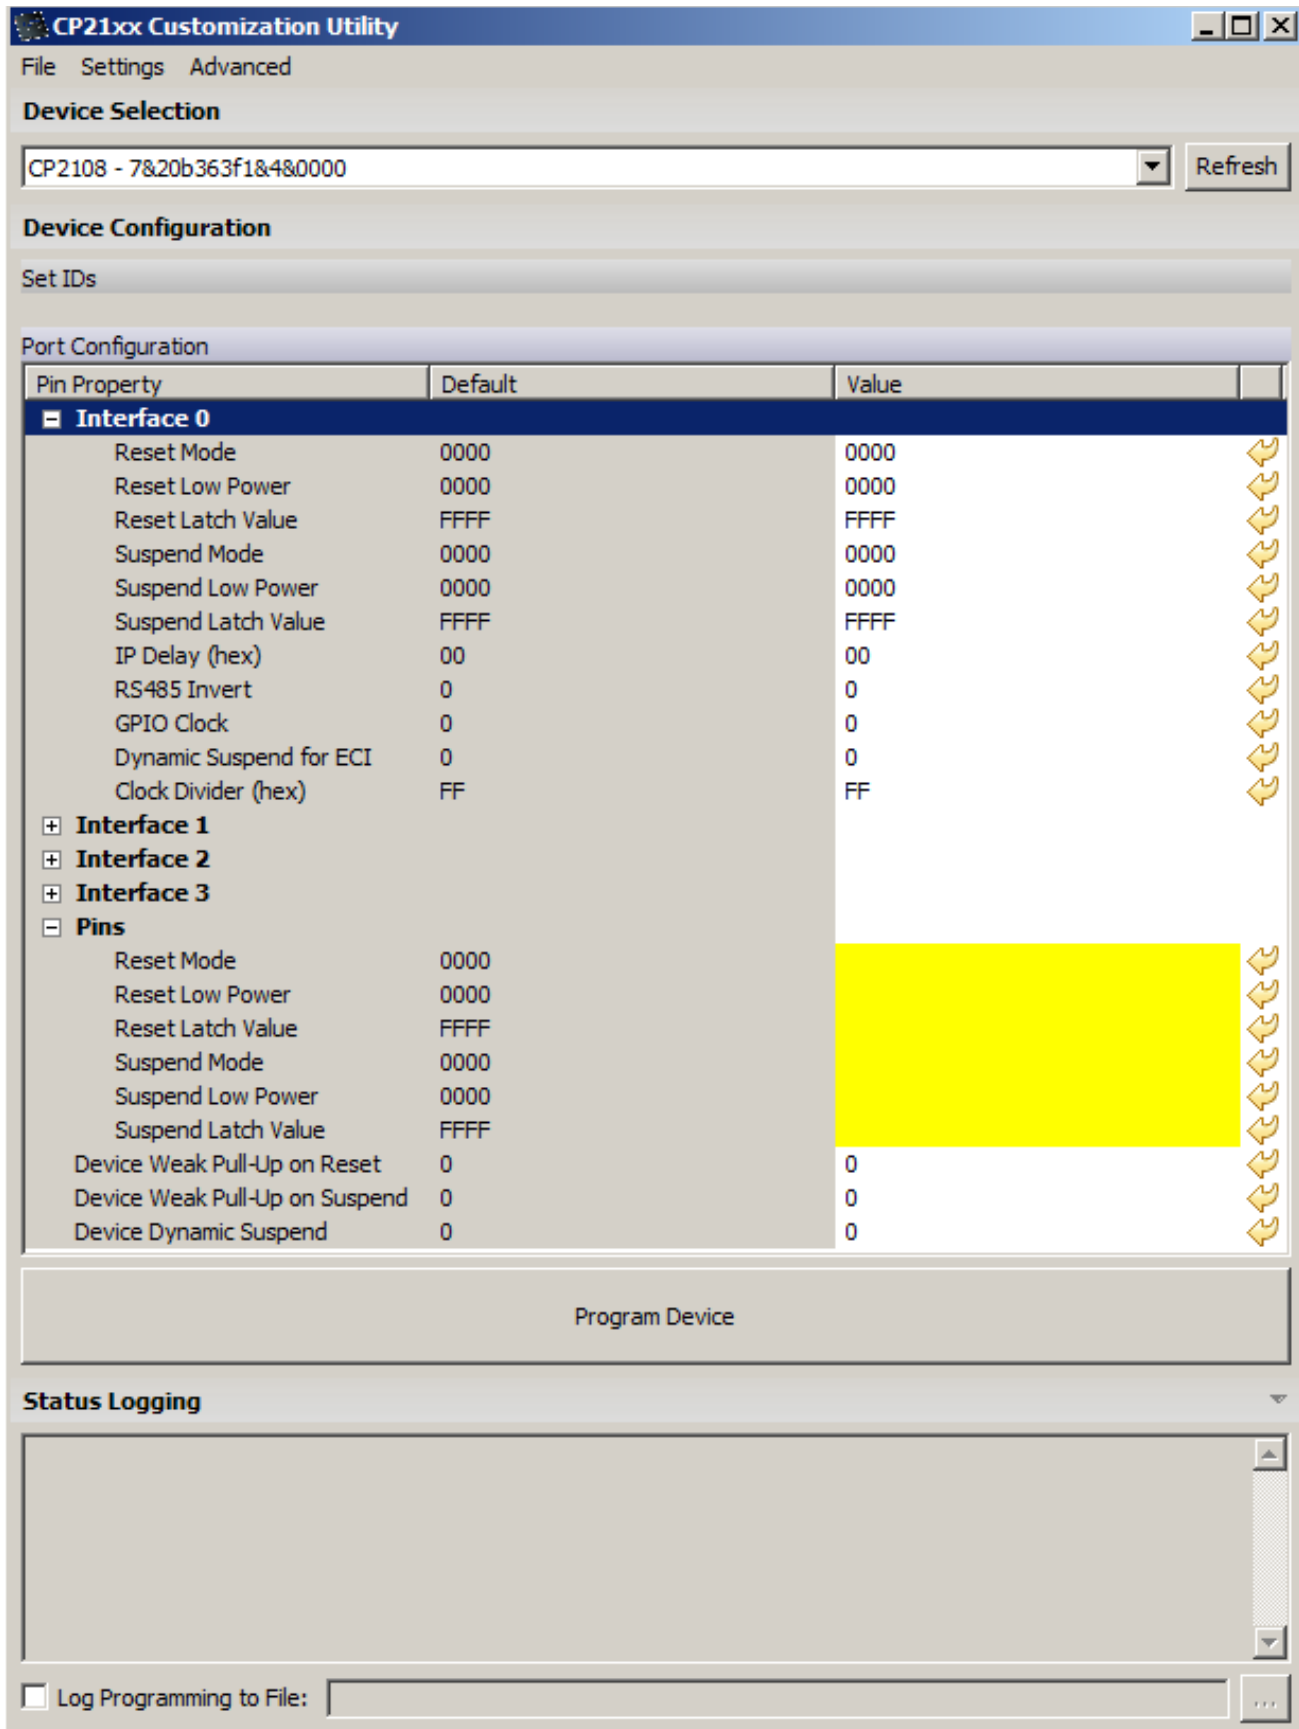 CP21xx Customization Utility
File Settings Advanced
Device Selection
CP2108 - 7&20b363f1&4&0000 Refresh
Device Configuration
Set IDs
Port Configuration
Pin Property Default Value
Interface 0
Reset Mode 0000 0000
Reset Low Power 0000 0000
Reset Latch Value FFFF FFFF
Suspend Mode 0000 0000
Suspend Low Power 0000 0000
Suspend Latch Value FFFF FFFF
IP Delay (hex) 00 00
RS485 Invert 0 0
GPIO Clock 0 0
Dynamic Suspend for ECI 0 0
Clock Divider (hex) FF FF
Interface 1
Interface 2
Interface 3
Pins
Reset Mode 0000
Reset Low Power 0000
Reset Latch Value FFFF
Suspend Mode 0000
Suspend Low Power 0000
Suspend Latch Value FFFF
Device Weak Pull-Up on Reset 0 0
Device Weak Pull-Up on Suspend 0 0
Device Dynamic Suspend 0 0
Program Device
Status Logging
Log Programming to File: ...